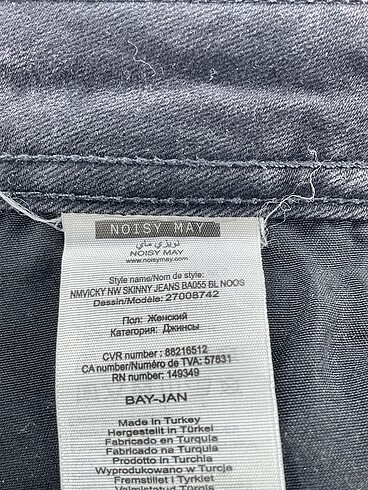 NOISY MAY
نويزي ماي
NOISY MAY
www.noisymay.com
Style name/Nom de style:
NMVICKY NW SKINNY JEANS BA055 BL NOOS
Dessin/Modèle: 27008742
Пол: Женский
Категория: Джинсы
CVR number : 88216512
CA number/Numéro de TVA: 57831
RN number: 149349
BAY-JAN
Made in Turkey
Hergestellt in Türkei
Fabricado en Turquía
Fabricado na Turquia
Prodotto in Turchia
Wyprodukowano w Turcji
Fremstillet i Tyrkiet
Valmistettu Turkissa